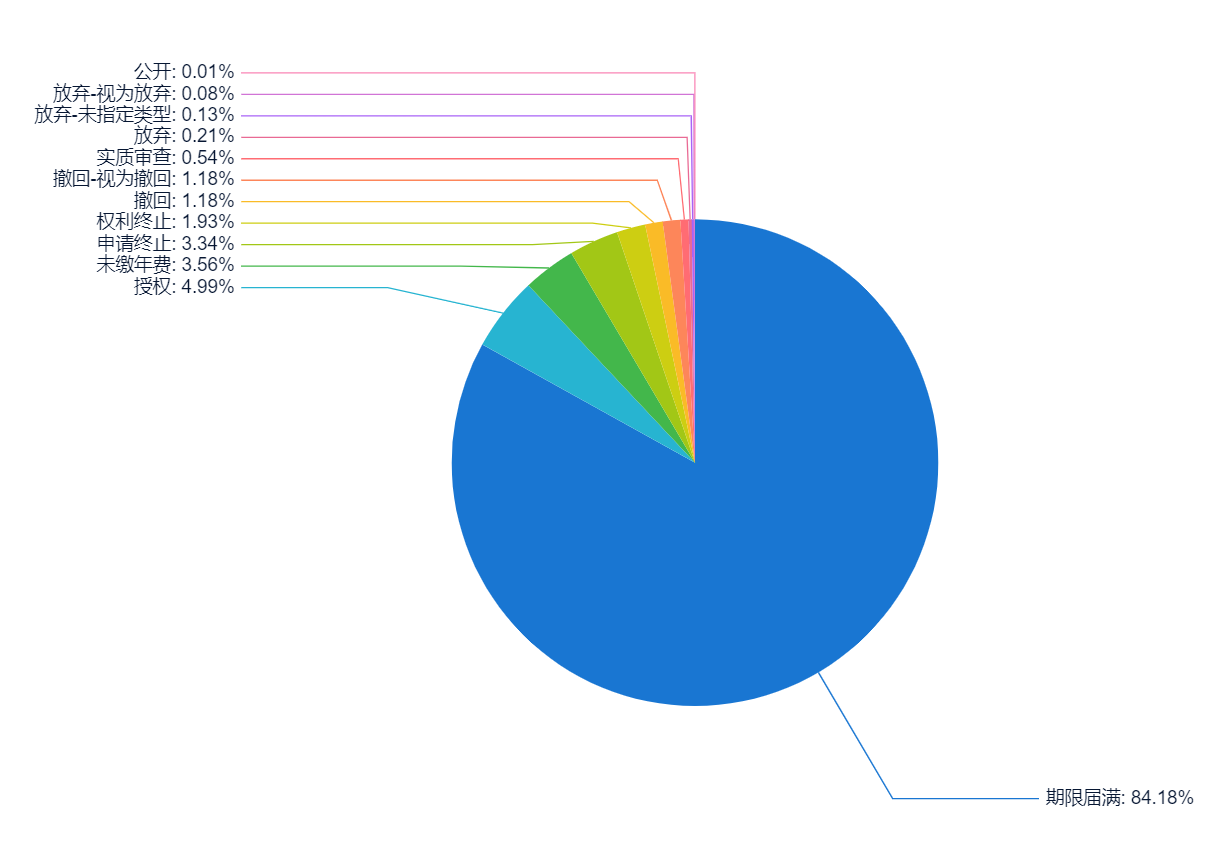 公开: 0.01%
放弃-视为放弃: 0.08%
放弃-未指定类型: 0.13%
放弃: 0.21%
实质审查: 0.54%
撤回-视为撤回: 1.18%
撤回: 1.18%
权利终止: 1.93%
申请终止: 3.34%
未缴年费: 3.56%
授权: 4.99%
期限届满: 84.18%